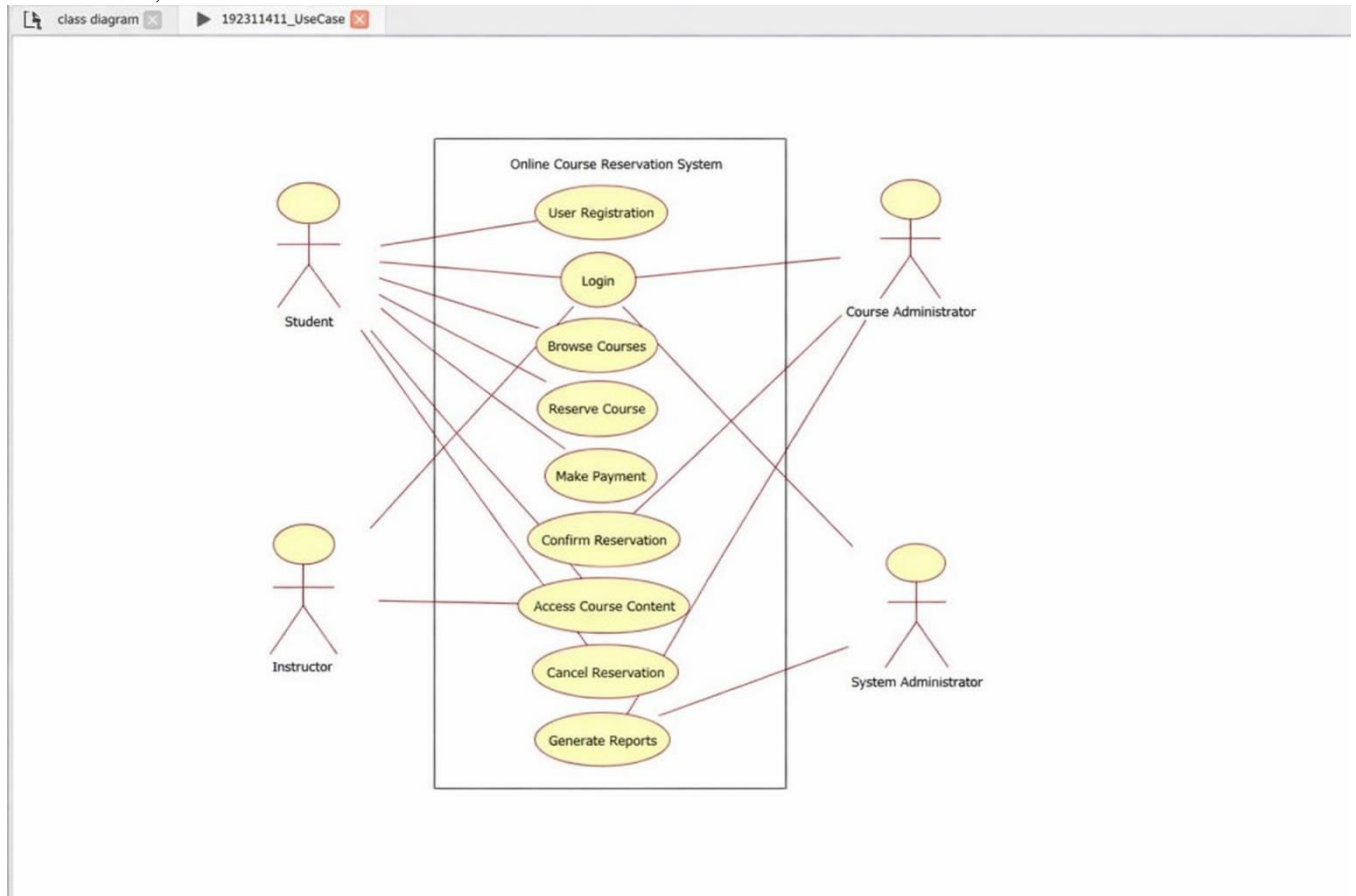 class diagram
192311411_UseCase
Online Course Reservation System
User Registration
Login
Browse Courses
Reserve Course
Make Payment
Confirm Reservation
Access Course Content
Cancel Reservation
Generate Reports
Student
Instructor
Course Administrator
System Administrator